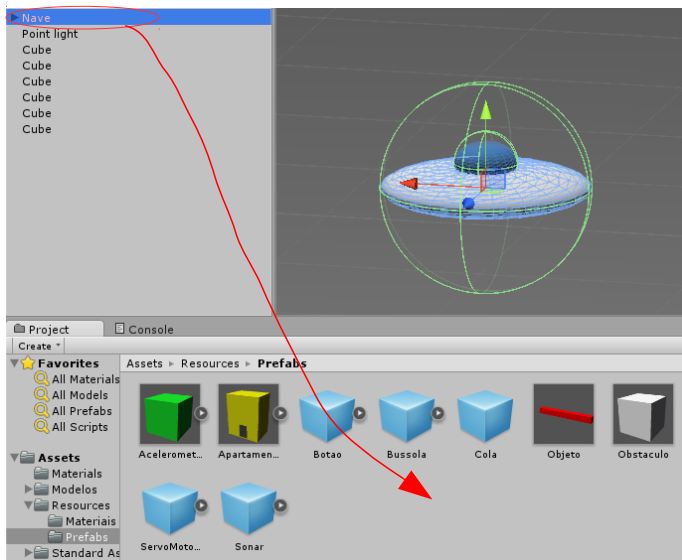 Nave
Point light
Cube
Cube
Cube
Cube
Cube
Cube
Project
Console
Create
Favorites
All Materials
All Models
All Prefabs
All Scripts
Assets
Materials
Modelos
Resources
Materiais
Prefabs
Standard As
Assets ▸ Resources ▸ Prefabs
Aceleromet... Apartamen... Botao Bussola Cola Objeto Obstaculo
ServoMoto... Sonar